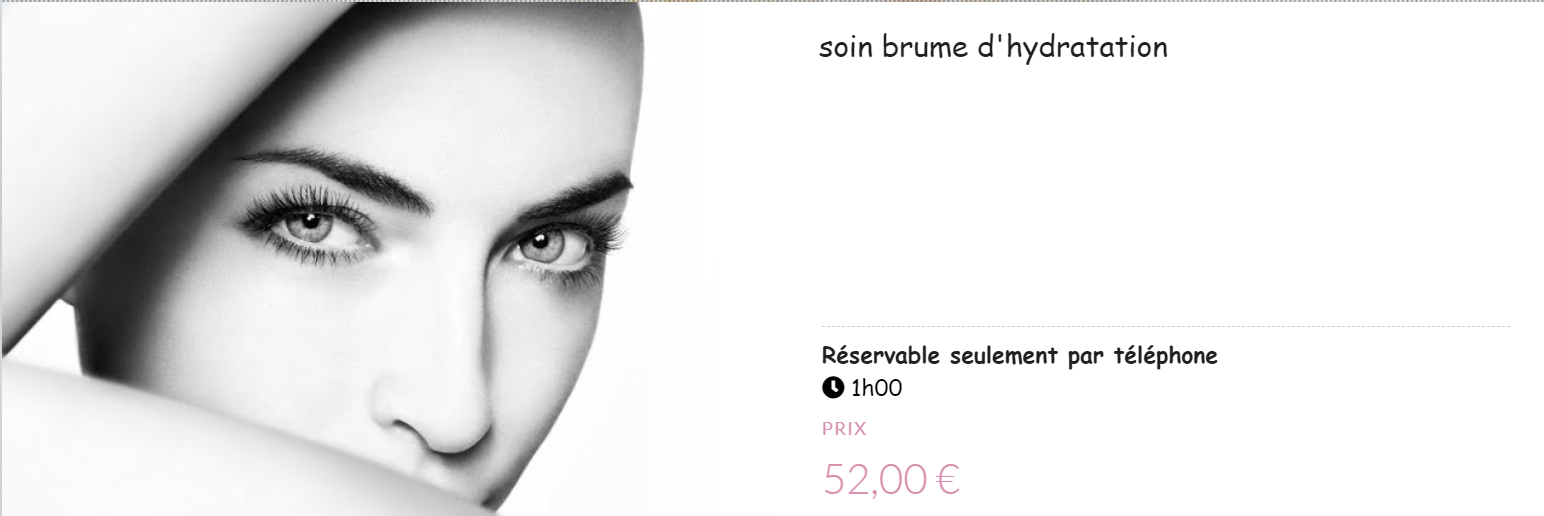 soin brume d'hydratation
Réservable seulement par téléphone
1h00
PRIX
52,00 €